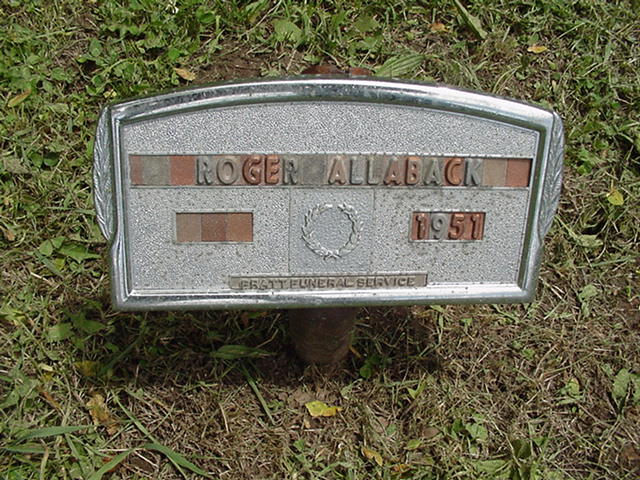 ROGER ALLABACK
1951
PRATT FUNERAL SERVICE